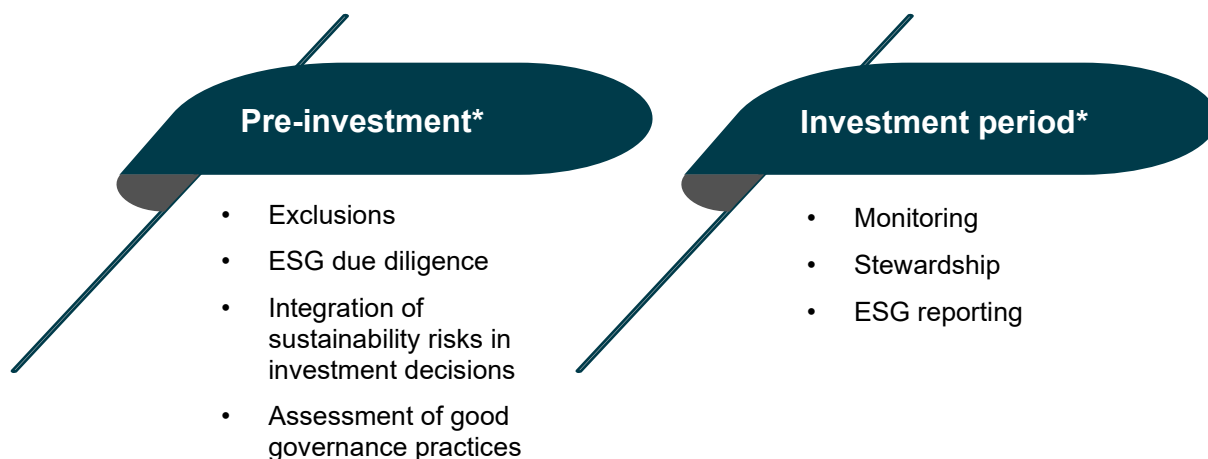 Pre-investment*
• Exclusions
• ESG due diligence
• Integration of
sustainability risks in
investment decisions
• Assessment of good
governance practices
Investment period*
• Monitoring
• Stewardship
• ESG reporting